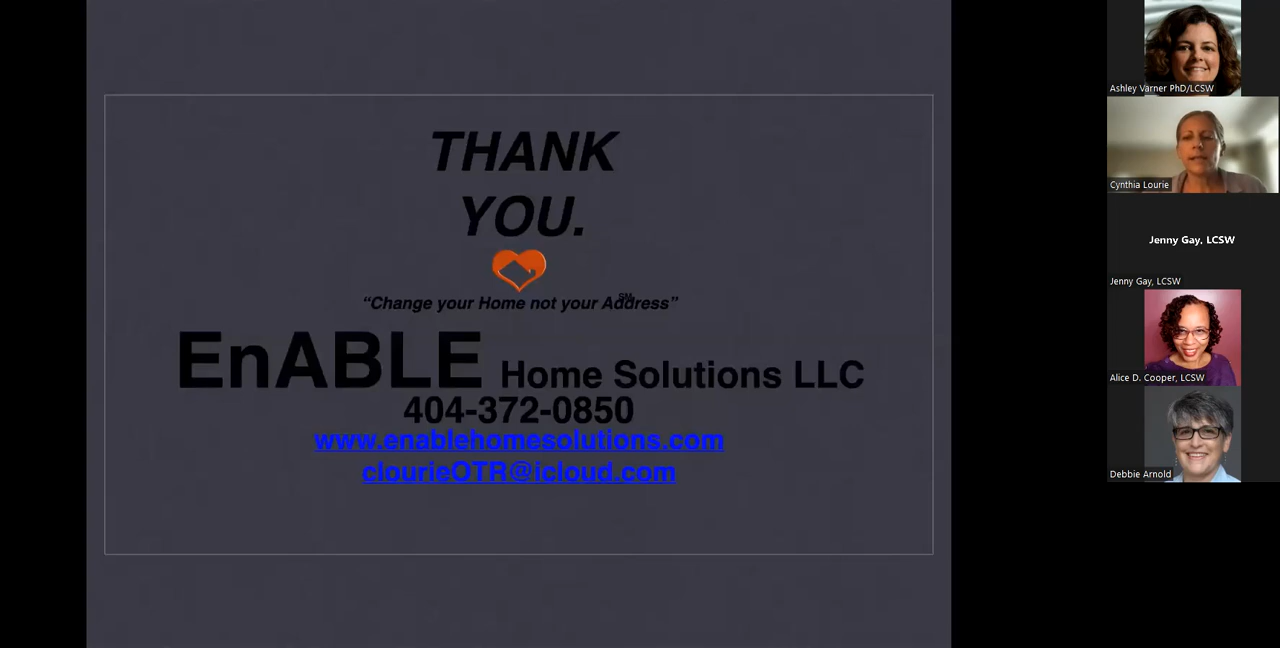 THANK
YOU.
“Change your Home not your Address”
SM
EnABLE Home Solutions LLC
404-372-0850
www.enablehomesolutions.com
clourieOTR@icloud.com
Ashley Varner PhD/LCSW
Cynthia Lourie
Jenny Gay, LCSW
Jenny Gay, LCSW
Alice D. Cooper, LCSW
Debbie Arnold